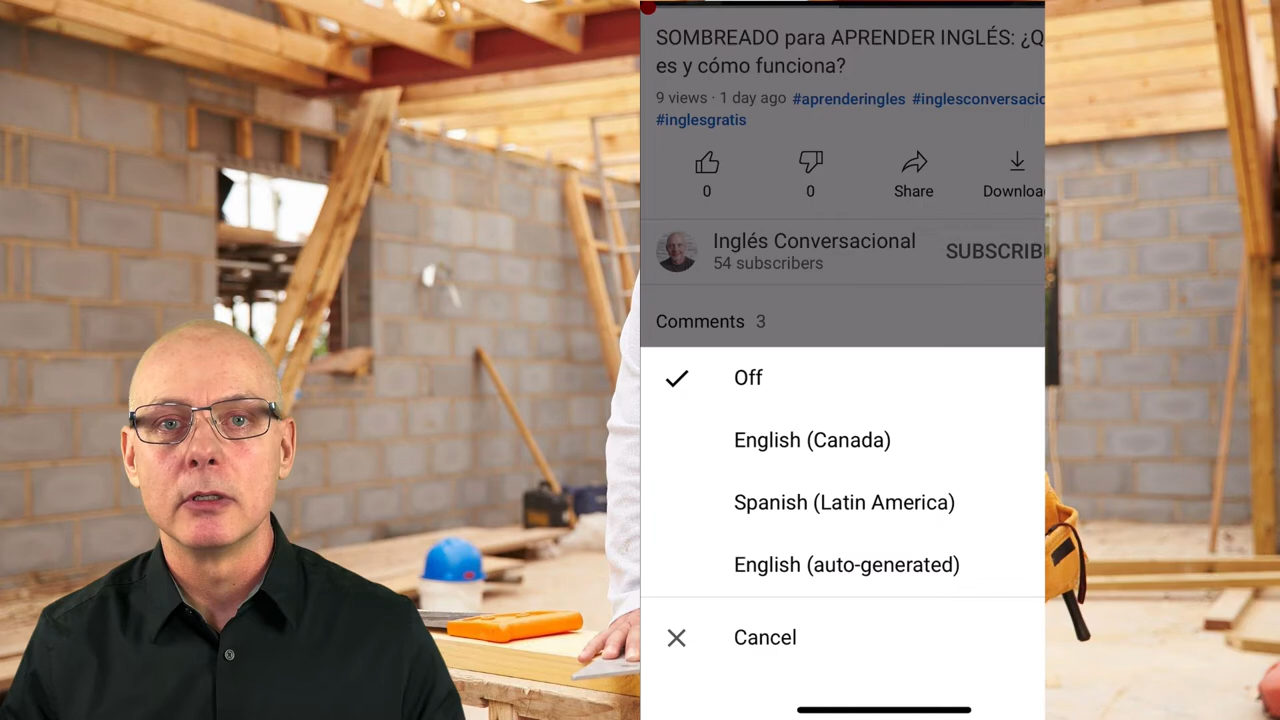 SOMBREADO para APRENDER INGLÉS: ¿Q
es y cómo funciona?
9 views · 1 day ago #aprenderingles #inglesconversacio
#inglesgratis
0 0 Share Downloa
Inglés Conversacional SUBSCRIB
54 subscribers
Comments 3
Off
English (Canada)
Spanish (Latin America)
English (auto-generated)
Cancel